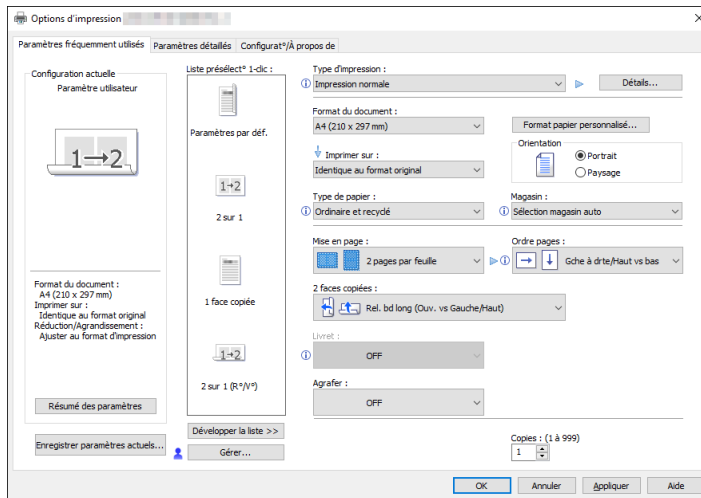 Options d'impression
Paramètres fréquemment utilisés
Paramètres détaillés
Configurat°/À propos de
Configuration actuelle
Paramètre utilisateur
1→2
Format du document :
A4 (210 x 297 mm)
Imprimer sur :
Identique au format original
Réduction/Agrandissement :
Ajuster au format d'impression
Résumé des paramètres
Enregistrer paramètres actuels...
Liste présélect° 1-clic :
Paramètres par déf.
1→2
2 sur 1
1 face copiée
1→2
2 sur 1 (R°/V°)
Développer la liste >>
Gérer...
Type d'impression :
Impression normale
Détails...
Format du document :
A4 (210 x 297 mm)
Format papier personnalisé...
Imprimer sur :
Identique au format original
Orientation
Portrait
Paysage
Type de papier :
Ordinaire et recyclé
Magasin :
Sélection magasin auto
Mise en page :
2 pages par feuille
Ordre pages :
Gche à drte/Haut vs bas
2 faces copiées :
Rel. bd long (Ouv. vs Gauche/Haut)
Livret :
OFF
Agrafer :
OFF
Copies : (1 à 999)
1
OK
Annuler
Appliquer
Aide